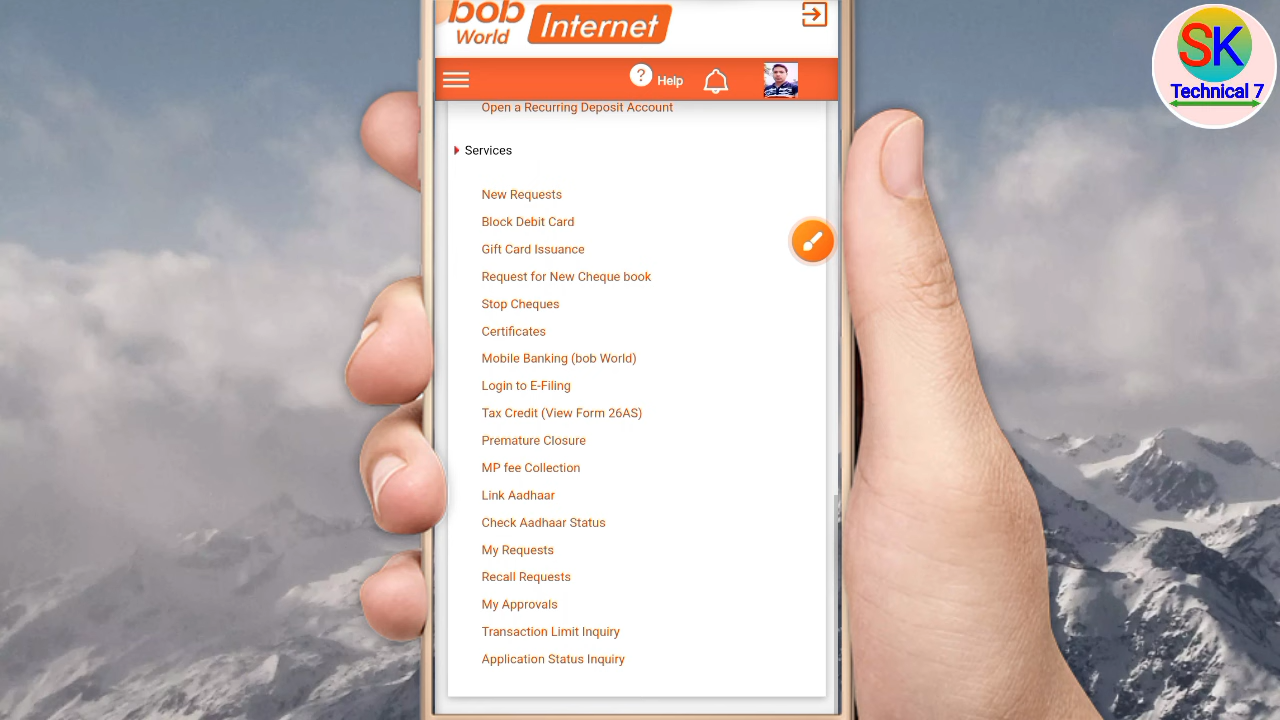 bob
World
Internet
? Help
Open a Recurring Deposit Account
Services
New Requests
Block Debit Card
Gift Card Issuance
Request for New Cheque book
Stop Cheques
Certificates
Mobile Banking (bob World)
Login to E-Filing
Tax Credit (View Form 26AS)
Premature Closure
MP fee Collection
Link Aadhaar
Check Aadhaar Status
My Requests
Recall Requests
My Approvals
Transaction Limit Inquiry
Application Status Inquiry
SK
Technical 7